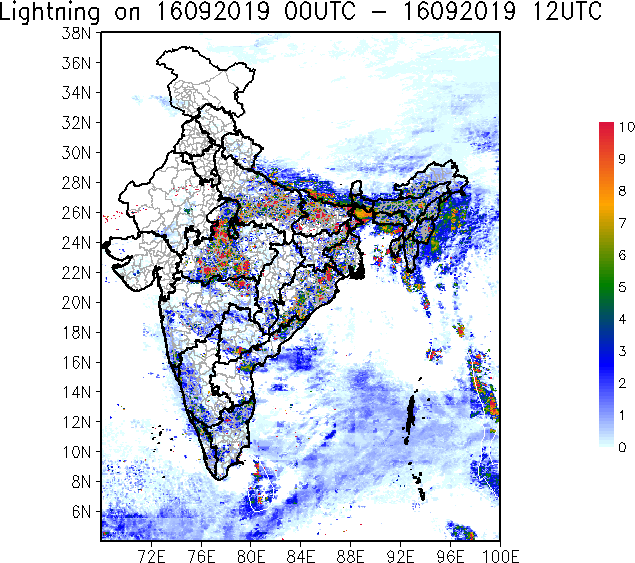 Lightning on 16092019 00UTC – 16092019 12UTC
38N
36N
34N
32N
30N
28N
26N
24N
22N
20N
18N
16N
14N
12N
10N
8N
6N
72E 76E 80E 84E 88E 92E 96E 100E
10
9
8
7
6
5
4
3
2
1
0